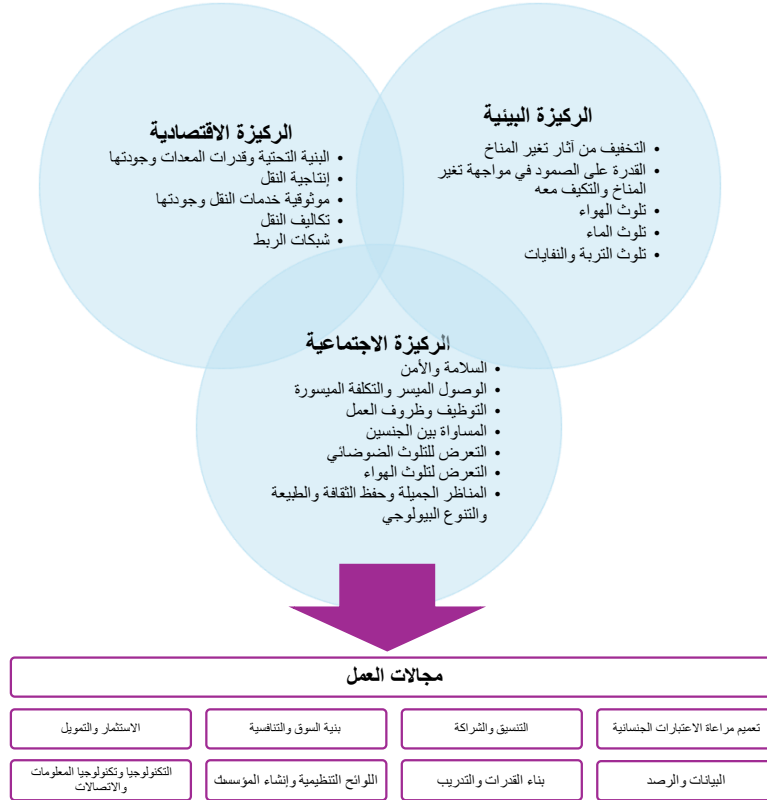 الركيزة البيئية
• التخفيف من آثار تغير المناخ
• القدرة على الصمود في مواجهة تغير
المناخ والتكيف معه
• تلوث الهواء
• تلوث الماء
• تلوث التربة والنفايات
الركيزة الاقتصادية
• البنية التحتية وقدرات المعدات وجودتها
• إنتاجية النقل
• موثوقية خدمات النقل وجودتها
• تكاليف النقل
• شبكات الربط
الركيزة الاجتماعية
• السلامة والأمن
• الوصول الميسر والتكلفة الميسورة
• التوظيف وظروف العمل
• المساواة بين الجنسين
• التعرض للتلوث الضوضائي
• التعرض لتلوث الهواء
• المناظر الجميلة وحفظ الثقافة والطبيعة
والتنوع البيولوجي
مجالات العمل
تعميم مراعاة الاعتبارات الجنسانية
التنسيق والشراكة
بنية السوق والتنافسية
الاستثمار والتمويل
البيانات والرصد
بناء القدرات والتدريب
اللوائح التنظيمية وإنشاء المؤسسات
التكنولوجيا وتكنولوجيا المعلومات
والاتصالات